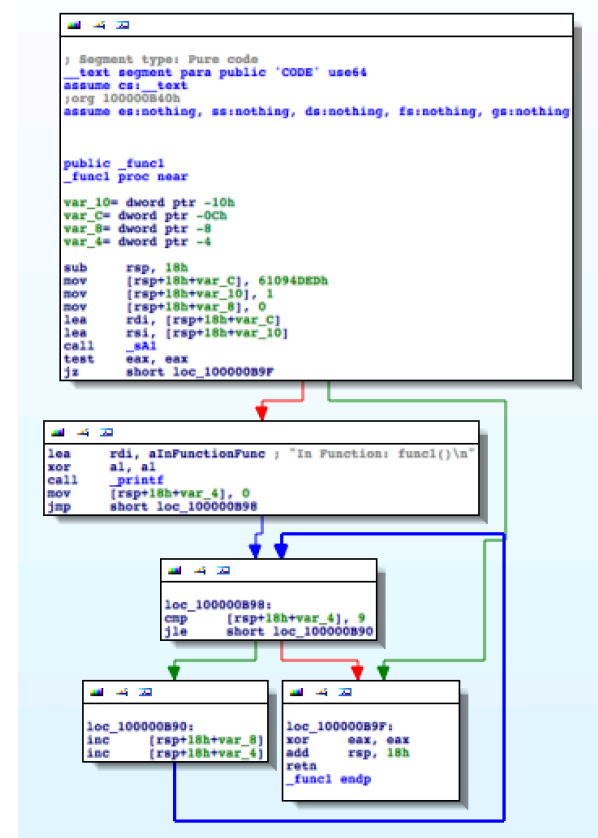 ; Segment type: Pure code
__text segment para public 'CODE' use64
assume cs:__text
;org 100000B40h
assume es:nothing, ss:nothing, ds:nothing, fs:nothing, gs:nothing
public _func1
_func1 proc near
var_10= dword ptr -10h
var_C= dword ptr -0Ch
var_8= dword ptr -8
var_4= dword ptr -4
sub rsp, 18h
mov [rsp+18h+var_C], 61094DEDh
mov [rsp+18h+var_10], 1
mov [rsp+18h+var_8], 0
lea rdi, [rsp+18h+var_C]
lea rsi, [rsp+18h+var_10]
call _sA1
test eax, eax
jz short loc_100000B9F
lea rdi, aInFunctionFunc ; "In Function: func1()\n"
xor al, al
call _printf
mov [rsp+18h+var_4], 0
jmp short loc_100000B98
loc_100000B98:
cmp [rsp+18h+var_4], 9
jle short loc_100000B90
loc_100000B90:
inc [rsp+18h+var_8]
inc [rsp+18h+var_4]
loc_100000B9F:
xor eax, eax
add rsp, 18h
retn
_func1 endp